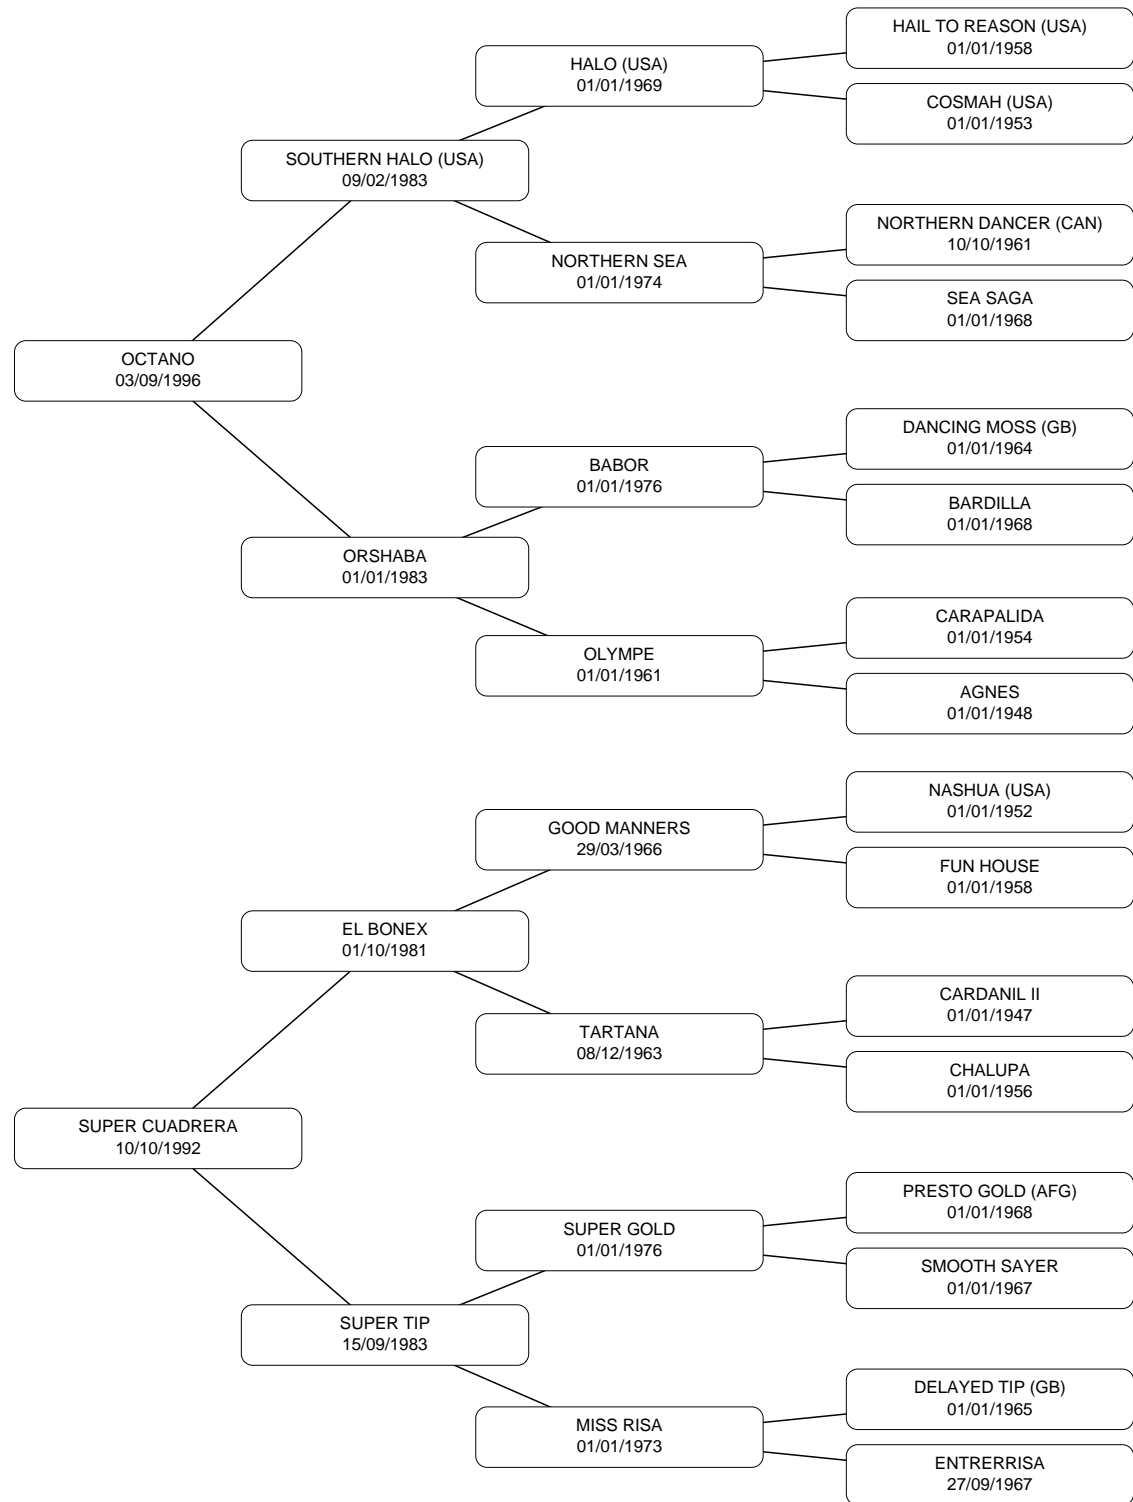 HAIL TO REASON (USA)
01/01/1958
HALO (USA)
01/01/1969
COSMAH (USA)
01/01/1953
SOUTHERN HALO (USA)
09/02/1983
NORTHERN DANCER (CAN)
10/10/1961
NORTHERN SEA
01/01/1974
SEA SAGA
01/01/1968
OCTANO
03/09/1996
DANCING MOSS (GB)
01/01/1964
BABOR
01/01/1976
BARDILLA
01/01/1968
ORSHABA
01/01/1983
CARAPALIDA
01/01/1954
OLYMPE
01/01/1961
AGNES
01/01/1948
NASHUA (USA)
01/01/1952
GOOD MANNERS
29/03/1966
FUN HOUSE
01/01/1958
EL BONEX
01/10/1981
CARDANIL II
01/01/1947
TARTANA
08/12/1963
CHALUPA
01/01/1956
SUPER CUADRERA
10/10/1992
PRESTO GOLD (AFG)
01/01/1968
SUPER GOLD
01/01/1976
SMOOTH SAYER
01/01/1967
SUPER TIP
15/09/1983
DELAYED TIP (GB)
01/01/1965
MISS RISA
01/01/1973
ENTRERRISA
27/09/1967